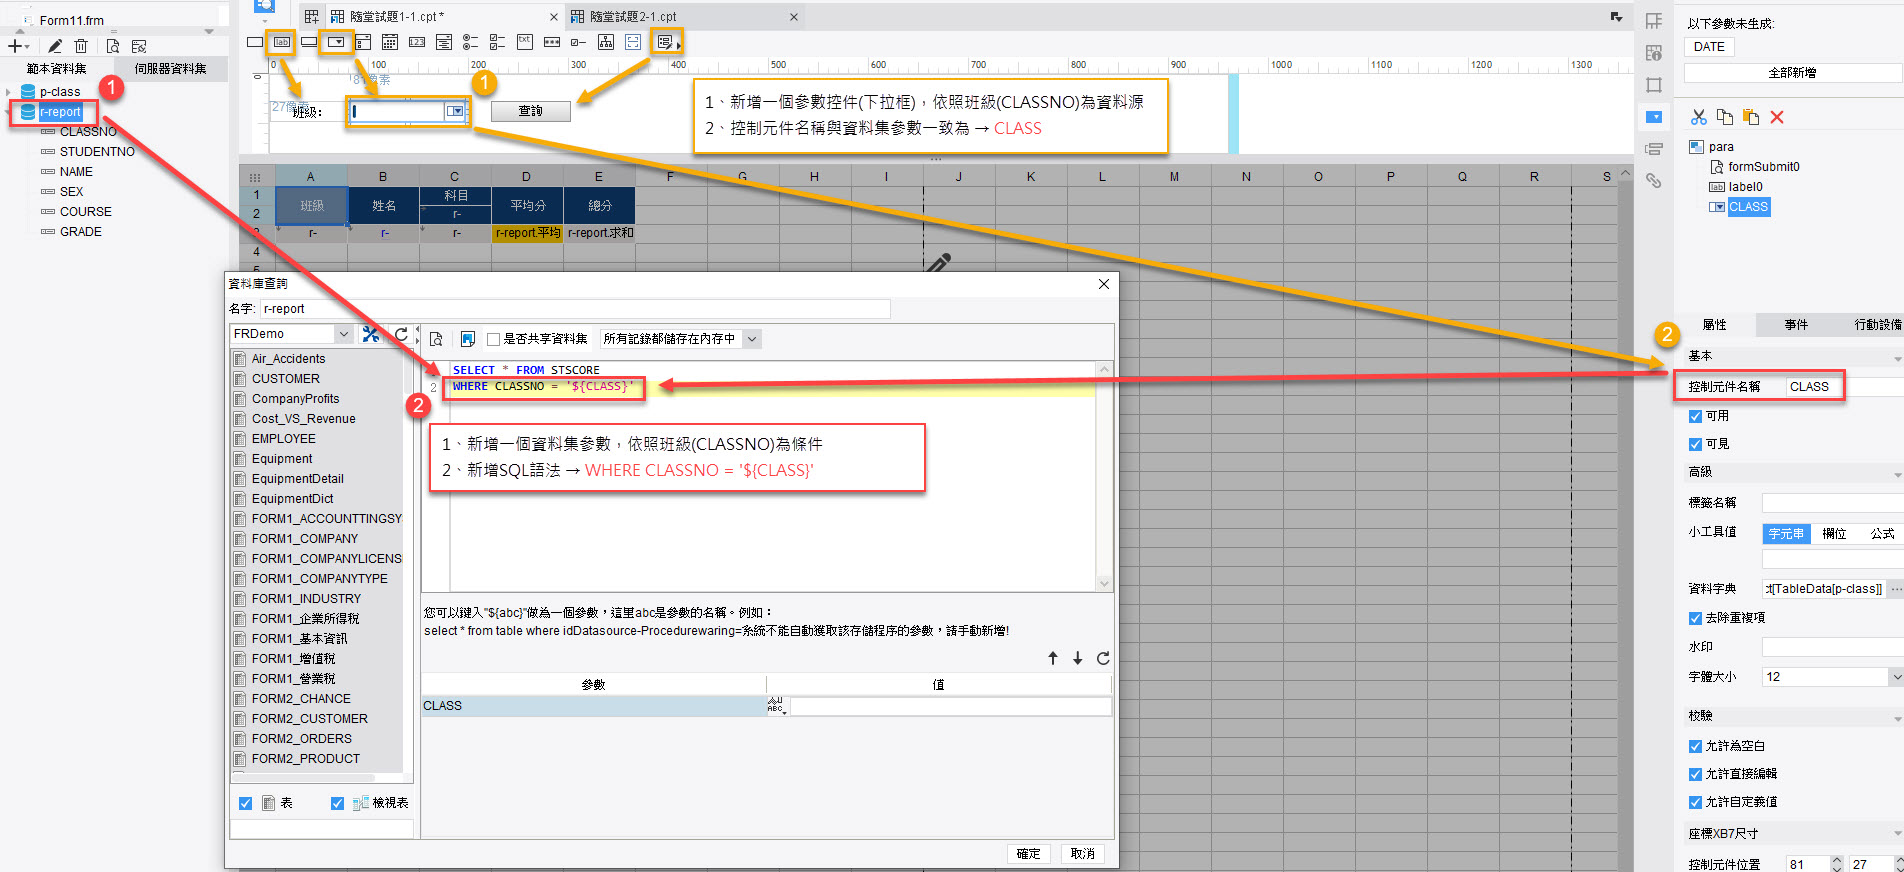 Form11.frm
隨堂試題1-1.cpt *
隨堂試題2-1.cpt
以下參數未生成:
DATE
全部新增
範本資料集
伺服器資料集
0 100 200 300 400 500 600 700 800 900 1000 1100 1200 1300
p-class
r-report
CLASSNO
STUDENTNO
NAME
SEX
COURSE
GRADE
81像素
27像素
班級：
查詢
1
1、新增一個參數控件(下拉框)，依照班級(CLASSNO)為資料源
2、控制元件名稱與資料集參數一致為 → CLASS
1
para
formSubmit0
label0
CLASS
A B C D E F G H I J K M N O P Q R S
1
2
3
4
5
班級
姓名
科目
平均分
總分
r-
r-
r-
r-
r-report.平均
r-report.求和
資料庫查詢
名字:
r-report
FRDemo
是否共享資料集
所有記錄都儲存在內存中
Air_Accidents
CUSTOMER
CompanyProfits
Cost_VS_Revenue
EMPLOYEE
Equipment
EquipmentDetail
EquipmentDict
FORM1_ACCOUNTTINGSY
FORM1_COMPANY
FORM1_COMPANYLICENS
FORM1_COMPANYTYPE
FORM1_INDUSTRY
FORM1_企業所得稅
FORM1_基本資訊
FORM1_增值稅
FORM1_營業稅
FORM2_CHANCE
FORM2_CUSTOMER
FORM2_ORDERS
FORM2_PRODUCT
表
檢視表
SELECT * FROM STSCORE
2
WHERE CLASSNO = '${CLASS}'
2
1、新增一個資料集參數，依照班級(CLASSNO)為條件
2、新增SQL語法 → WHERE CLASSNO = '${CLASS}'
您可以鍵入"${abc}"做為一個參數，這里abc是參數的名稱。例如：
select * from table where idDatasource-Procedurewaring=系統不能自動獲取該存儲程序的參數，請手動新增!
參數
值
CLASS
確定
取消
屬性
事件
行動設備
2
基本
控制元件名稱
CLASS
可用
可見
高級
標籤名稱
小工具值
字元串
欄位
公式
資料字典
t[TableData[p-class]]
...
去除重複項
水印
字體大小
12
校驗
允許為空白
允許直接編輯
允許自定義值
座標XB7尺寸
控制元件位置
81
27